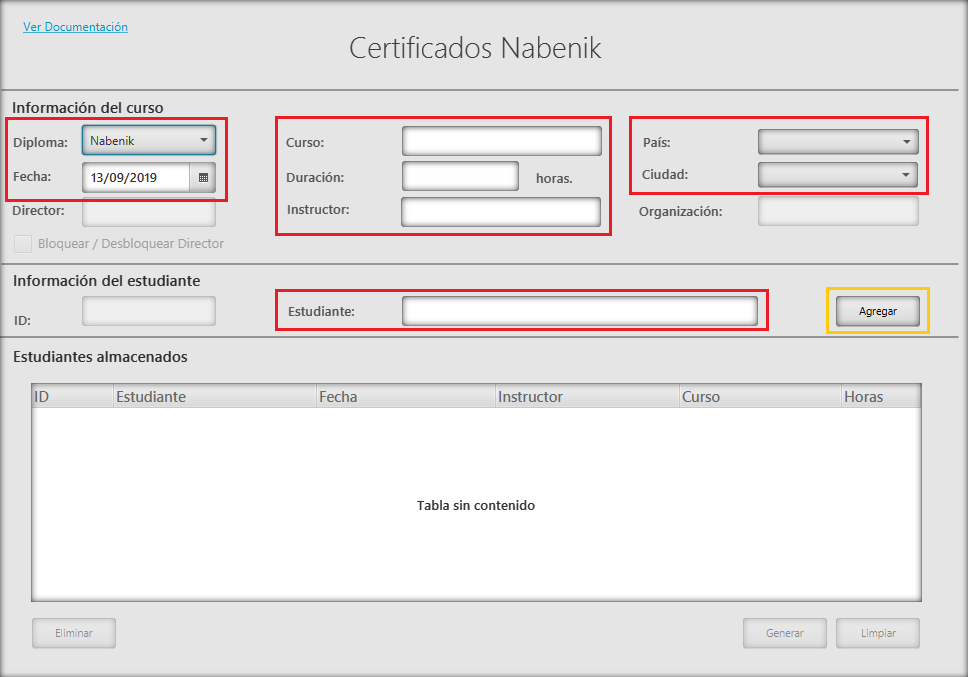 Ver Documentación
Certificados Nabenik
Información del curso
Diploma: Nabenik
Fecha: 13/09/2019
Director:
Bloquear / Desbloquear Director
Curso:
Duración: horas.
Instructor:
País:
Ciudad:
Organización:
Información del estudiante
ID:
Estudiante:
Agregar
Estudiantes almacenados
ID Estudiante Fecha Instructor Curso Horas
Tabla sin contenido
Eliminar Generar Limpiar